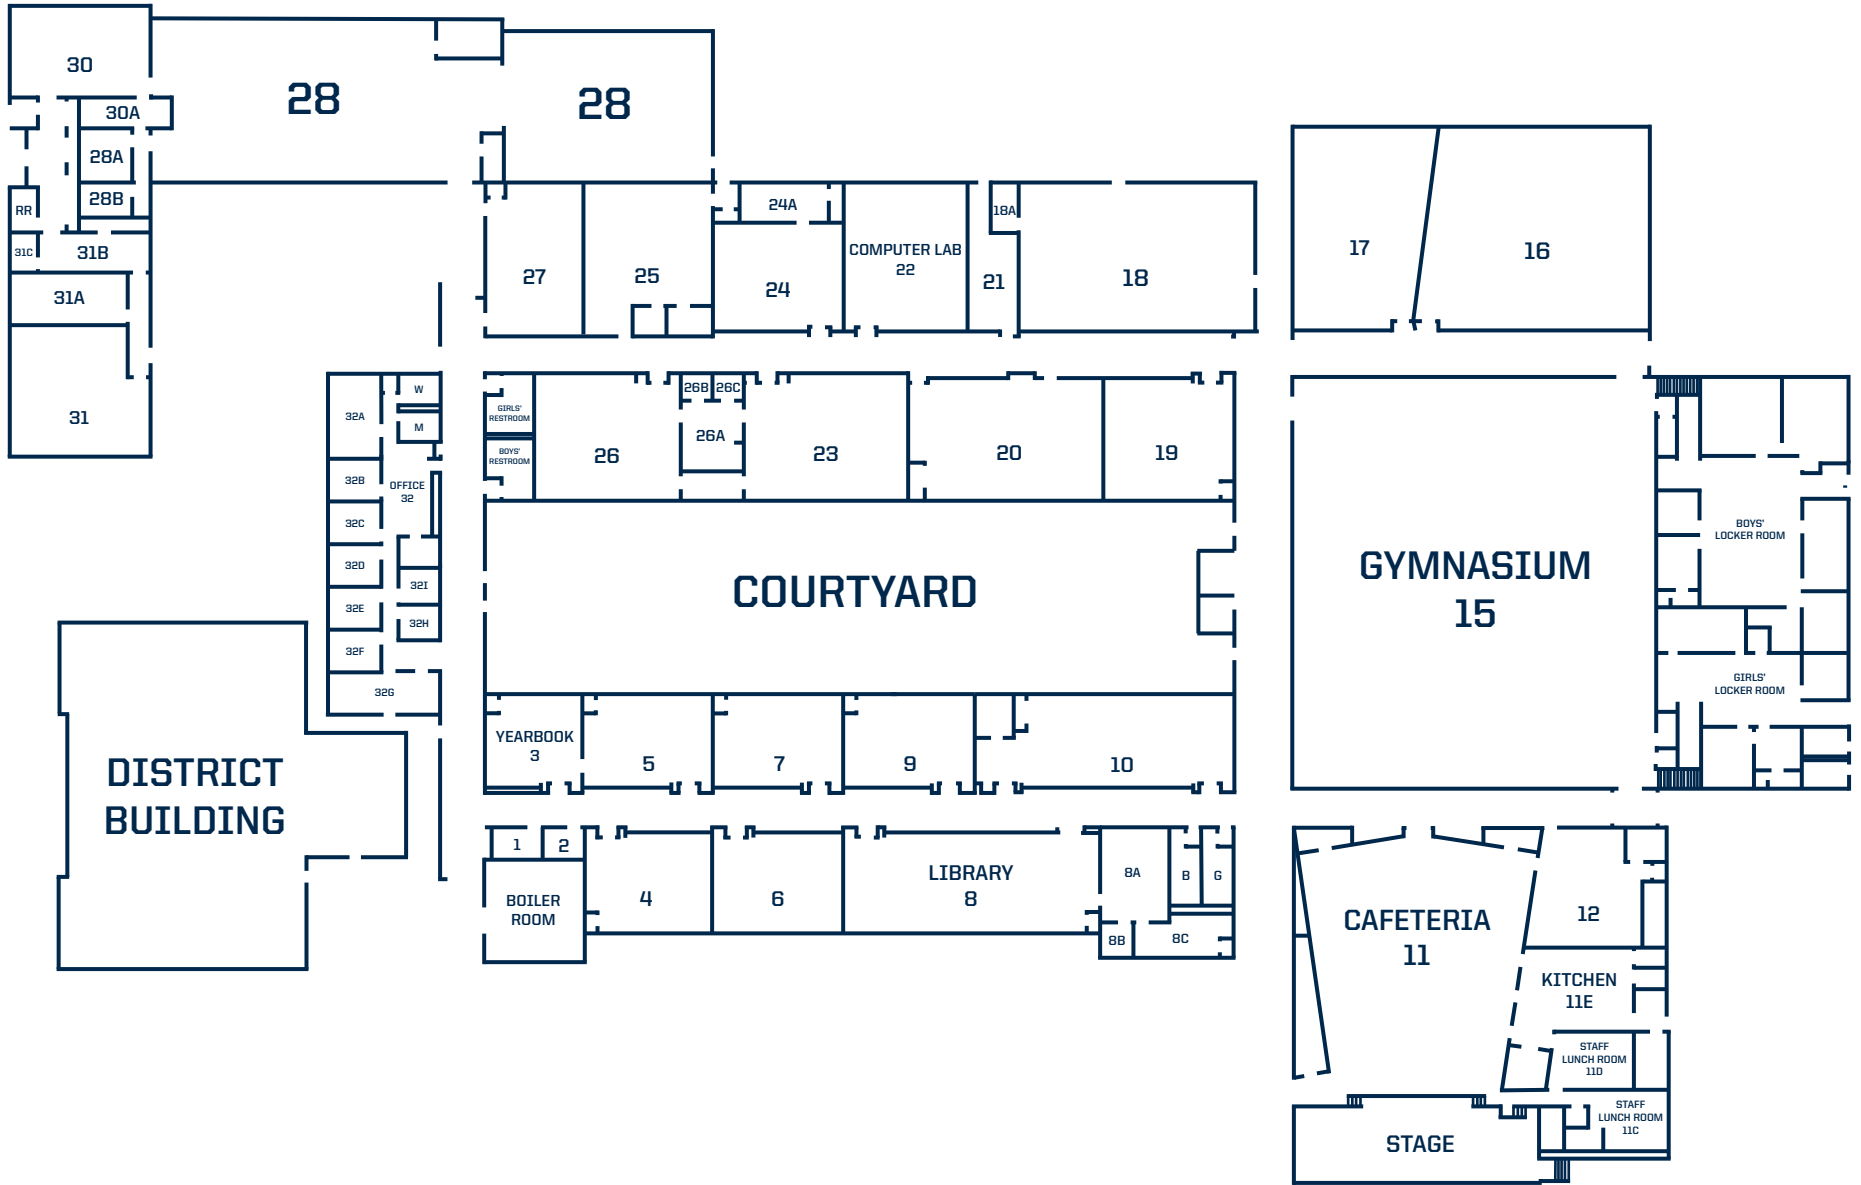 30
30A
28A
28B
RR
31C
31B
31A
31
28
28
27
25
24A
24
COMPUTER LAB
22
21
18A
18
17
16
32A
W
M
OFFICE
32
32B
32C
32D
32E
32F
32G
32I
32H
GIRLS'
RESTROOM
BOYS'
RESTROOM
26
26B
26C
26A
23
20
19
COURTYARD
GYMNASIUM
15
BOYS'
LOCKER ROOM
GIRLS'
LOCKER ROOM
DISTRICT
BUILDING
YEARBOOK
3
5
7
9
10
1
2
BOILER
ROOM
4
6
LIBRARY
8
8A
B
G
8B
8C
CAFETERIA
11
12
KITCHEN
11E
STAFF
LUNCH ROOM
11D
STAFF
LUNCH ROOM
11C
STAGE